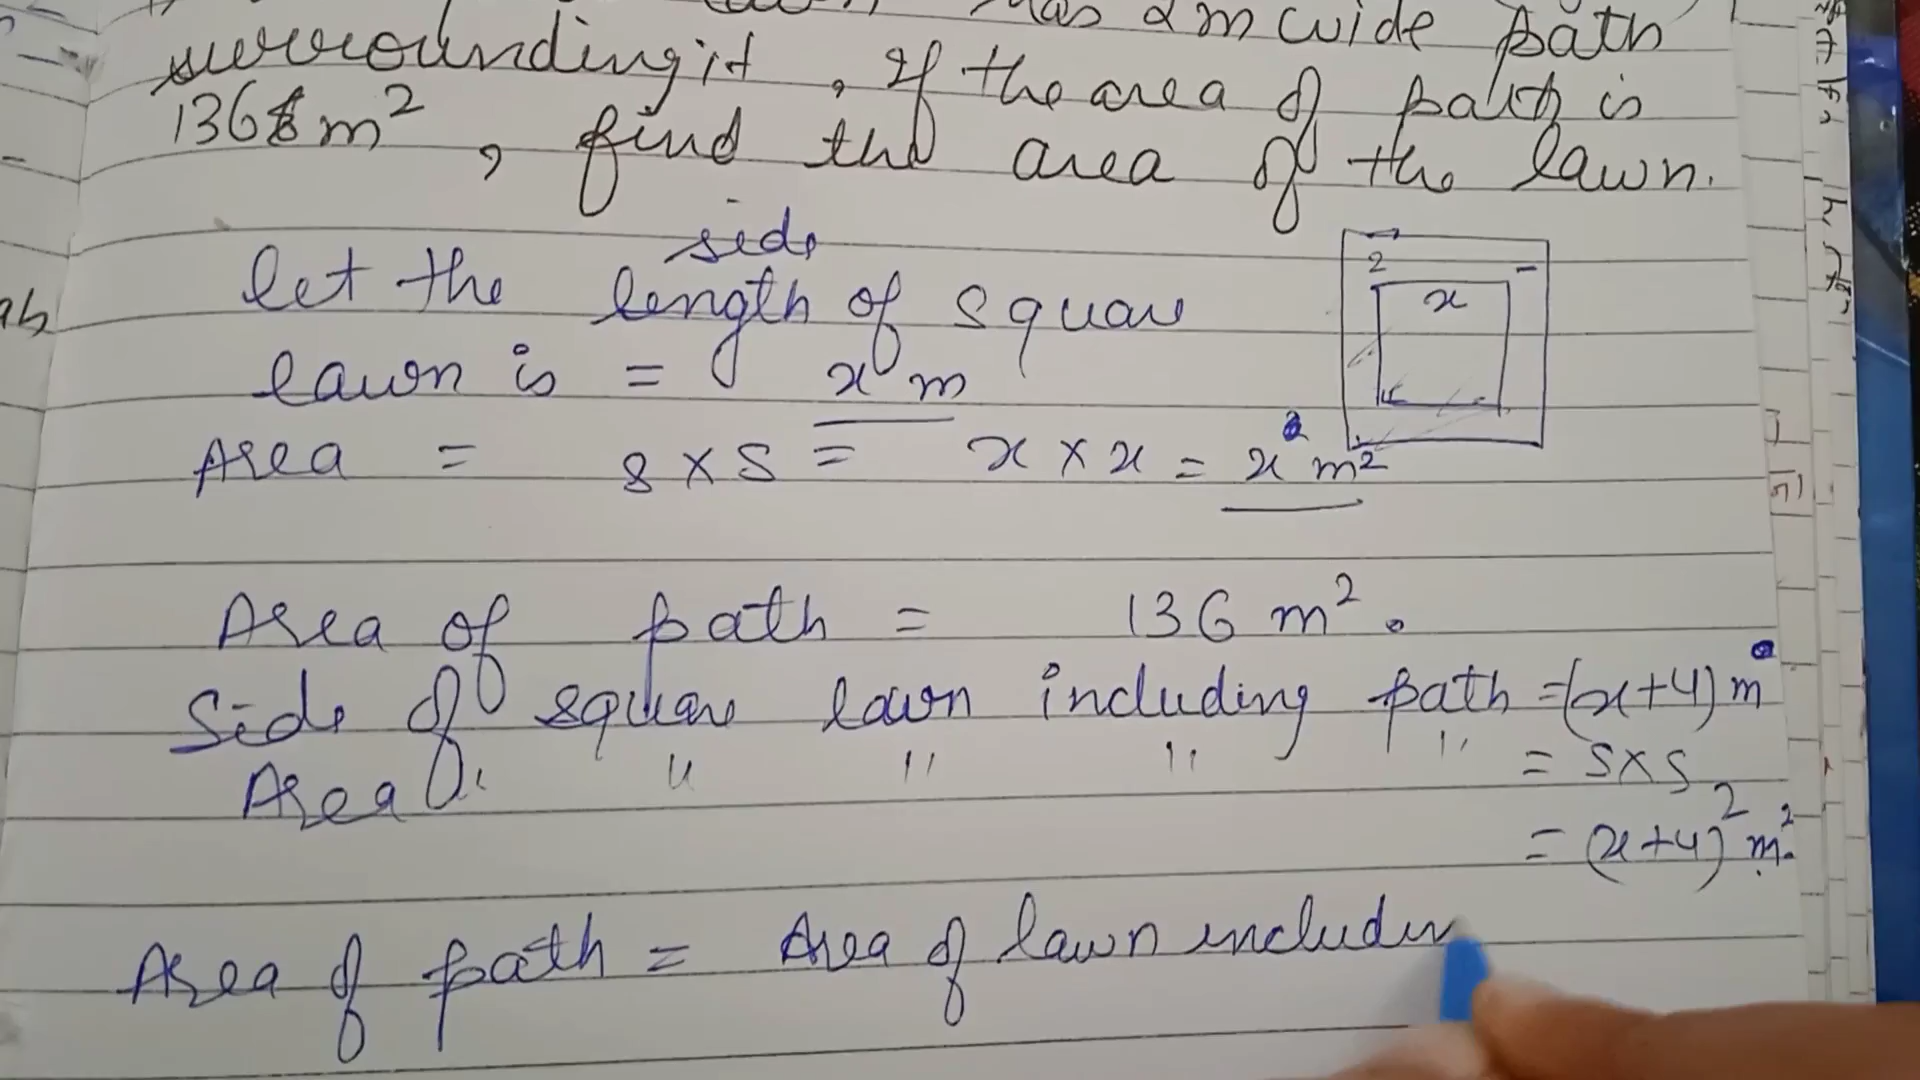 has 2m wide path
surrounding it, If the area of path is
136 m², find the area of the lawn.
side
let the length of square
lawn is = x m
2
x
Area = s × s = x × x = x² m²
Area of path = 136 m².
Side of square lawn including path = (x+4) m
Area " " " " " = s×s
= (x+4)² m².
Area of path = Area of lawn includin